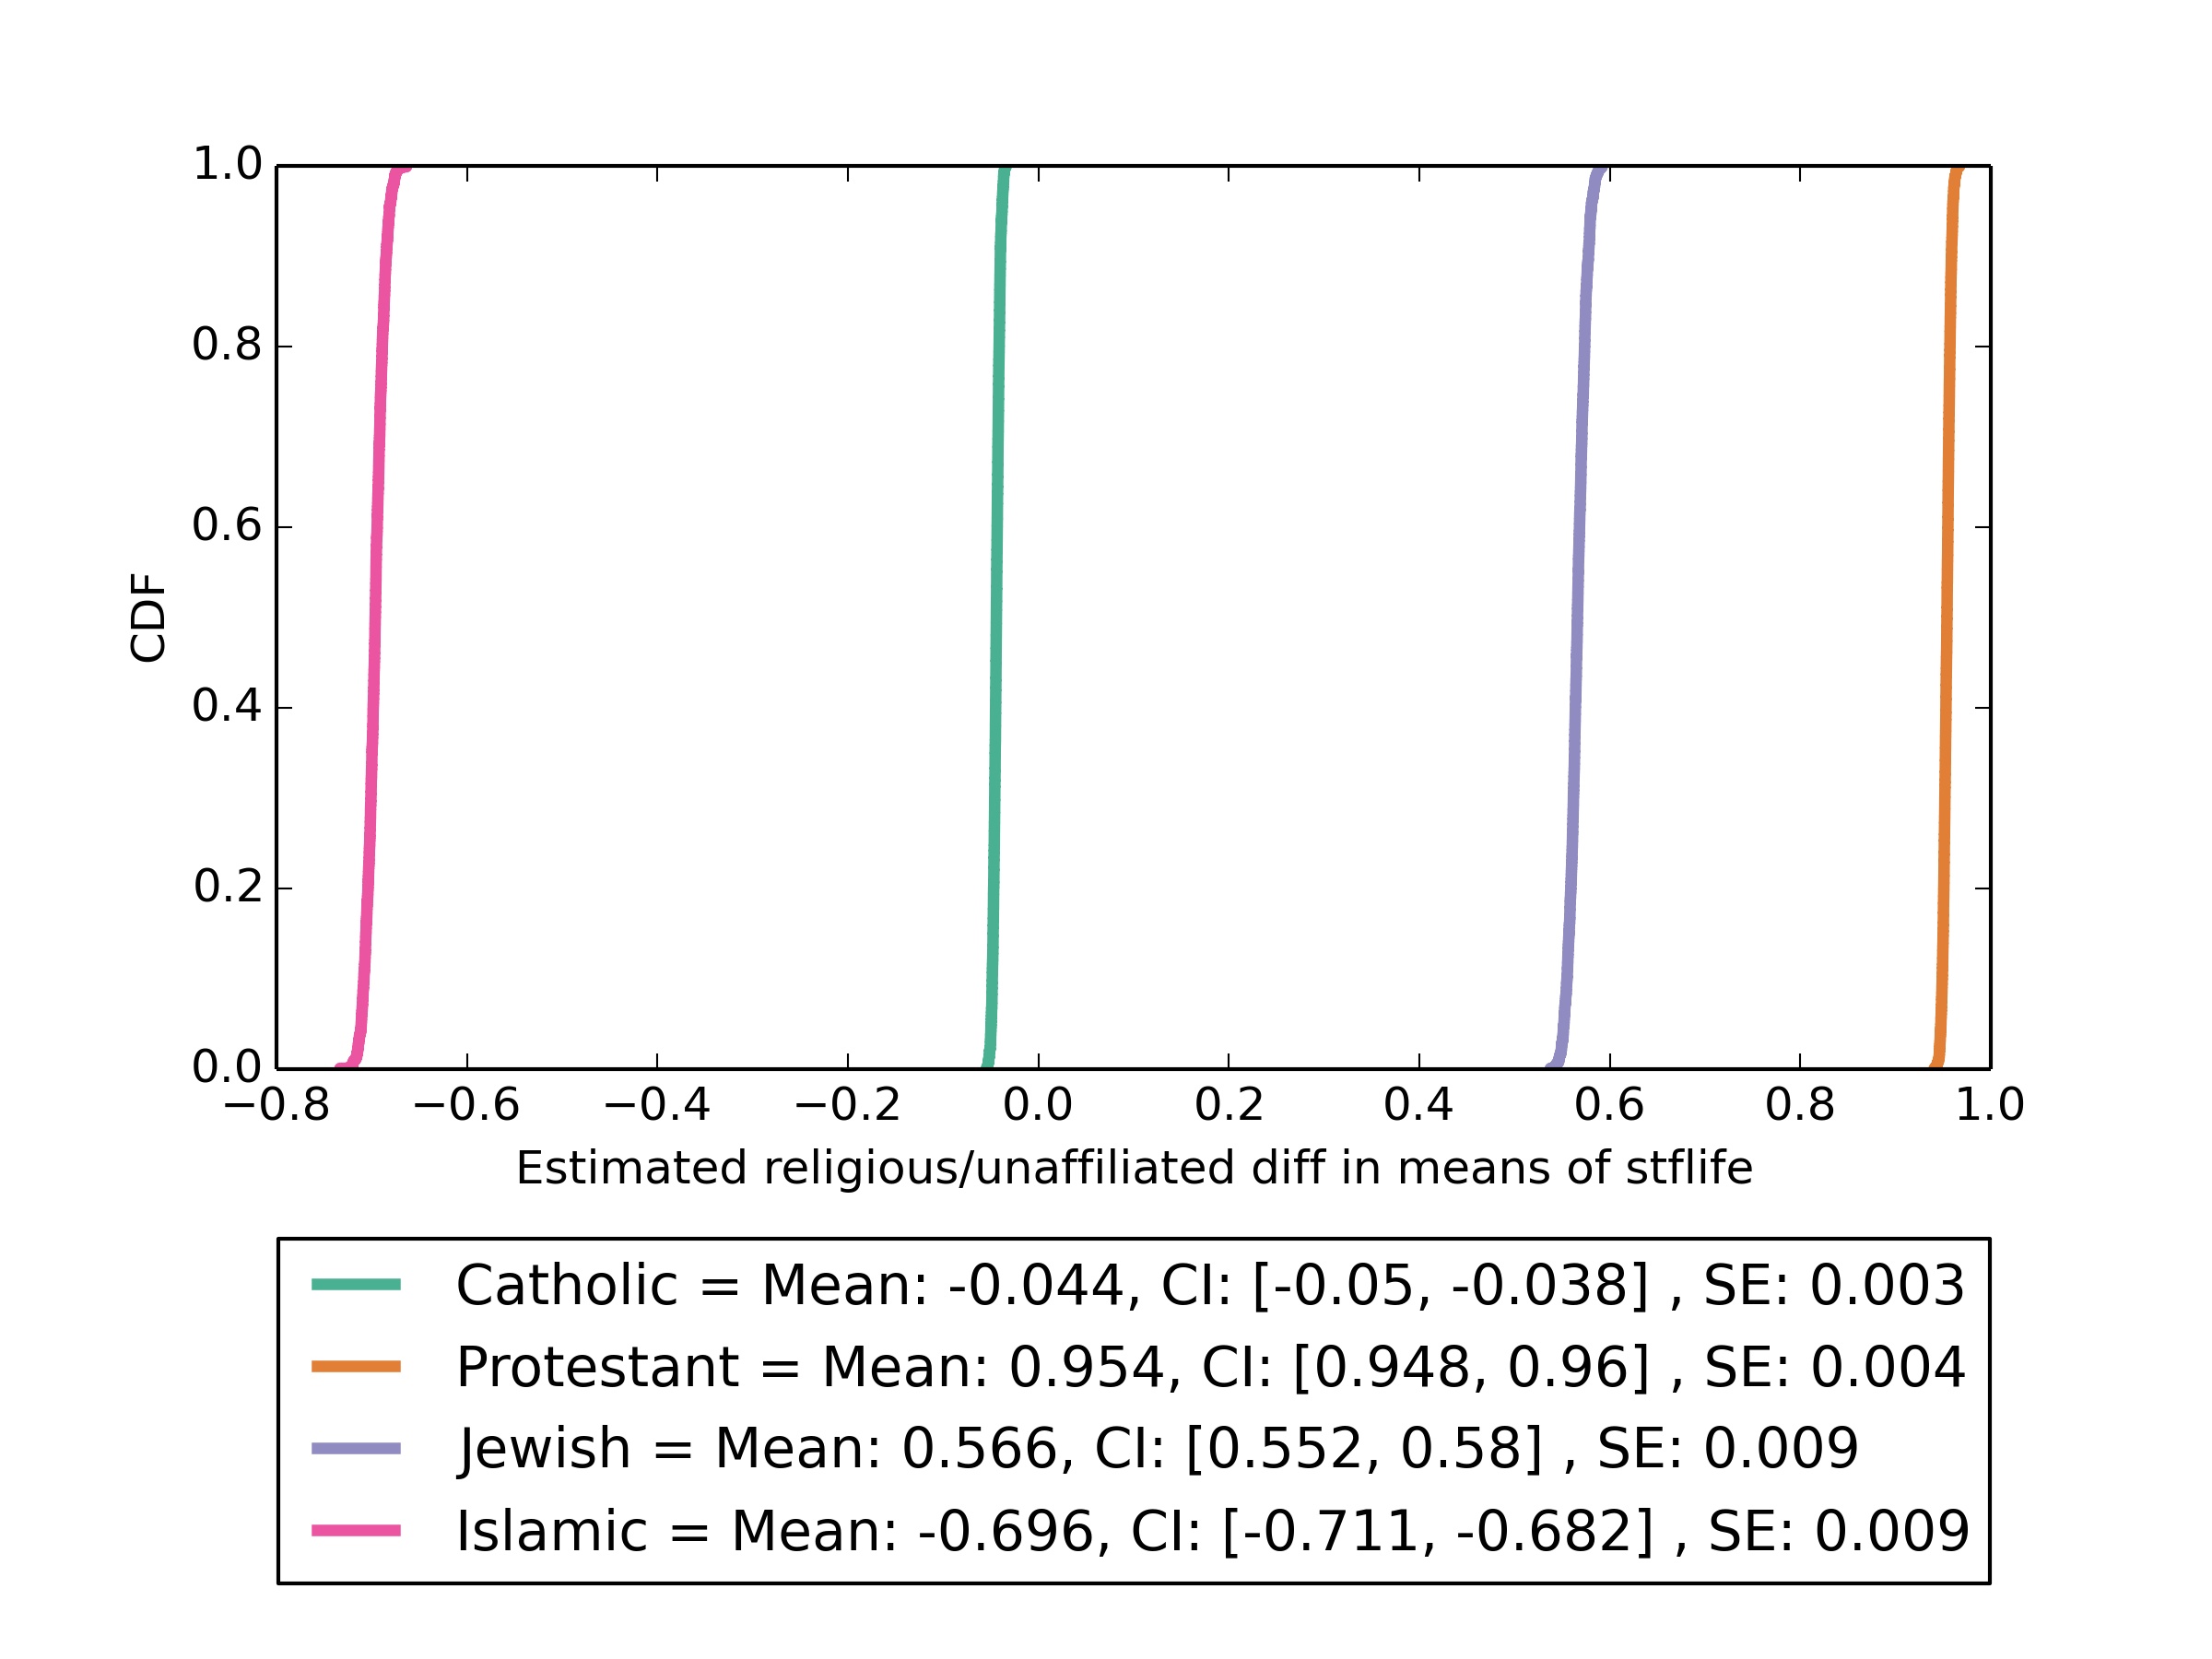 1.0
0.8
0.6
0.4
0.2
0.0
CDF
−0.8 −0.6 −0.4 −0.2 0.0 0.2 0.4 0.6 0.8 1.0
Estimated religious/unaffiliated diff in means of stflife
Catholic = Mean: -0.044, CI: [-0.05, -0.038] , SE: 0.003
Protestant = Mean: 0.954, CI: [0.948, 0.96] , SE: 0.004
Jewish = Mean: 0.566, CI: [0.552, 0.58] , SE: 0.009
Islamic = Mean: -0.696, CI: [-0.711, -0.682] , SE: 0.009